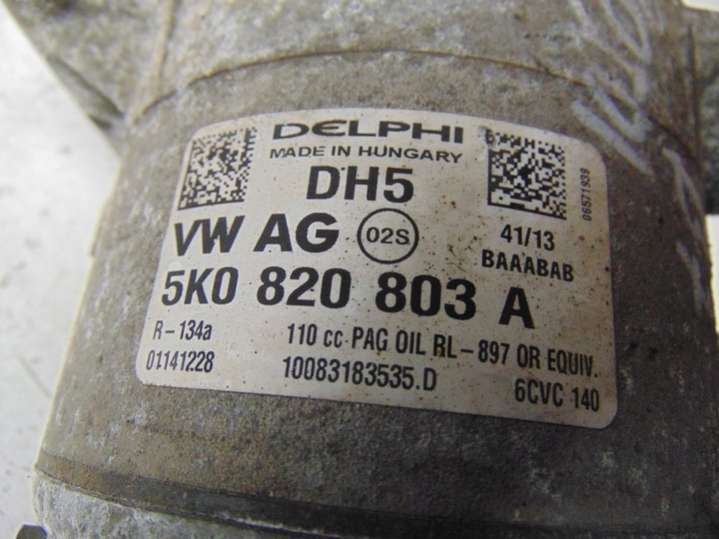 DELPHI
MADE IN HUNGARY
DH5
06571939
VW AG 02S 41/13
BAAABAB
5K0 820 803 A
R-134a 110 cc PAG OIL RL-897 OR EQUIV.
01141228 10083183535.D 6CVC 140